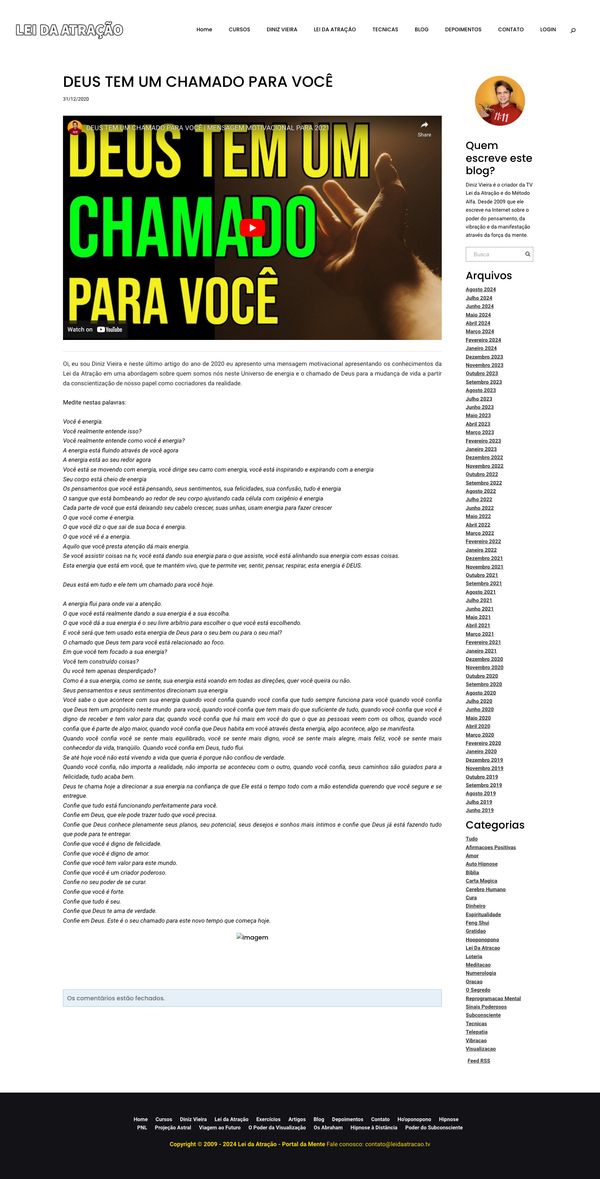 LEI DA ATRAÇÃO
Home CURSOS DINIZ VIEIRA LEI DA ATRAÇÃO TECNICAS BLOG DEPOIMENTOS CONTATO LOGIN
DEUS TEM UM CHAMADO PARA VOCÊ
31/12/2020
DEUS TEM UM CHAMADO PARA VOCÊ | MENSAGEM MOTIVACIONAL PARA 2021
Share
DEUS TEM UM
CHAMADO
PARA VOCÊ
Watch on YouTube
Oi, eu sou Diniz Vieira e neste último artigo do ano de 2020 eu apresento uma mensagem motivacional apresentando os conhecimentos da
Lei da Atração em uma abordagem sobre quem somos nós neste Universo de energia e o chamado de Deus para a mudança de vida a partir
da conscientização de nosso papel como cocriadores da realidade.
Medite nestas palavras:
Você é energia.
Você realmente entende isso?
Você realmente entende como você é energia?
A energia está fluindo através de você agora
A energia está ao seu redor agora
Você está se movendo com energia, você dirige seu carro com energia, você está inspirando e expirando com a energia
Seu corpo está cheio de energia
Os pensamentos que você está pensando, seus sentimentos, sua felicidades, sua confusão, tudo é energia
O sangue que está bombeando ao redor de seu corpo ajustando cada célula com oxigênio é energia
Cada parte de você que está deixando seu cabelo crescer, suas unhas, usam energia para fazer crescer
O que você come é energia.
O que você diz o que sai de sua boca é energia.
O que você vê é a energia.
Aquilo que você presta atenção dá mais energia.
Se você assistir coisas na tv, você está dando sua energia para o que assiste, você está alinhando sua energia com essas coisas.
Esta energia que está em você, que te mantém vivo, que te permite ver, sentir, pensar, respirar, esta energia é DEUS.
Deus está em tudo e ele tem um chamado para você hoje.
A energia flui para onde vai a atenção.
O que você está realmente dando a sua energia é a sua escolha.
O que você dá a sua energia é o seu livre arbítrio para escolher o que você está escolhendo.
E você será que tem usado esta energia de Deus para o seu bem ou para o seu mal?
O chamado que Deus tem para você está relacionado ao foco.
Em que você tem focado a sua energia?
Você tem construído coisas?
Ou você tem apenas desperdiçado?
Como é a sua energia, como se sente, sua energia está voando em todas as direções, quer você queira ou não.
Seus pensamentos e seus sentimentos direcionam sua energia
Você sabe o que acontece com sua energia quando você confia quando você confia que tudo sempre funciona para você quando você confia
que Deus tem um propósito neste mundo para você, quando você confia que tem mais do que suficiente de tudo, quando você confia que você é
digno de receber e tem valor para dar, quando você confia que há mais em você do que o que as pessoas veem com os olhos, quando você
confia que é parte de algo maior, quando você confia que Deus habita em você através desta energia, algo acontece, algo se manifesta.
Quando você confia você se sente mais equilibrado, você se sente mais digno, você se sente mais alegre, mais feliz, você se sente mais
conhecedor da vida, tranqüilo. Quando você confia em Deus, tudo flui.
Se até hoje você não está vivendo a vida que queria é porque não confiou de verdade.
Quando você confia, não importa a realidade, não importa se aconteceu com o outro, quando você confia, seus caminhos são guiados para a
felicidade, tudo acaba bem.
Deus te chama hoje a direcionar a sua energia na confiança de que Ele está o tempo todo com a mão estendida querendo que você segure e se
entregue.
Confie que tudo está funcionando perfeitamente para você.
Confie em Deus, que ele pode trazer tudo que você precisa.
Confie que Deus conhece plenamente seus planos, seu potencial, seus desejos e sonhos mais íntimos e confie que Deus já está fazendo tudo
que pode para te entregar.
Confie que você é digno de felicidade.
Confie que você é digno de amor.
Confie que você tem valor para este mundo.
Confie que você é um criador poderoso.
Confie no seu poder de se curar.
Confie que você é forte.
Confie que tudo é seu.
Confie que Deus te ama de verdade.
Confie em Deus. Este é o seu chamado para este novo tempo que começa hoje.
Imagem
Os comentários estão fechados.
11:11
Quem
escreve este
blog?
Diniz Vieira é o criador da TV
Lei da Atração e do Método
Alfa. Desde 2009 que ele
escreve na Internet sobre o
poder do pensamento, da
vibração e da manifestação
através da força da mente.
Busca
Arquivos
Agosto 2024
Julho 2024
Junho 2024
Maio 2024
Abril 2024
Março 2024
Fevereiro 2024
Janeiro 2024
Dezembro 2023
Novembro 2023
Outubro 2023
Setembro 2023
Agosto 2023
Julho 2023
Junho 2023
Maio 2023
Abril 2023
Março 2023
Fevereiro 2023
Janeiro 2023
Dezembro 2022
Novembro 2022
Outubro 2022
Setembro 2022
Agosto 2022
Julho 2022
Junho 2022
Maio 2022
Abril 2022
Março 2022
Fevereiro 2022
Janeiro 2022
Dezembro 2021
Novembro 2021
Outubro 2021
Setembro 2021
Agosto 2021
Julho 2021
Junho 2021
Maio 2021
Abril 2021
Março 2021
Fevereiro 2021
Janeiro 2021
Dezembro 2020
Novembro 2020
Outubro 2020
Setembro 2020
Agosto 2020
Julho 2020
Junho 2020
Maio 2020
Abril 2020
Março 2020
Fevereiro 2020
Janeiro 2020
Dezembro 2019
Novembro 2019
Outubro 2019
Setembro 2019
Agosto 2019
Julho 2019
Junho 2019
Categorias
Tudo
Afirmacoes Positivas
Amor
Auto Hipnose
Biblia
Carta Magica
Cerebro Humano
Cura
Dinheiro
Espiritualidade
Feng Shui
Gratidao
Hooponopono
Lei Da Atracao
Loteria
Meditacao
Numerologia
Oracao
O Segredo
Reprogramacao Mental
Sinais Poderosos
Subconsciente
Tecnicas
Telepatia
Vibracao
Visualizacao
Feed RSS
Home Cursos Diniz Vieira Lei da Atração Exercícios Artigos Blog Depoimentos Contato Ho'oponopono Hipnose
PNL Projeção Astral Viagem ao Futuro O Poder da Visualização Os Abraham Hipnose à Distância Poder do Subconsciente
Copyright © 2009 - 2024 Lei da Atração - Portal da Mente Fale conosco: contato@leidaatracao.tv